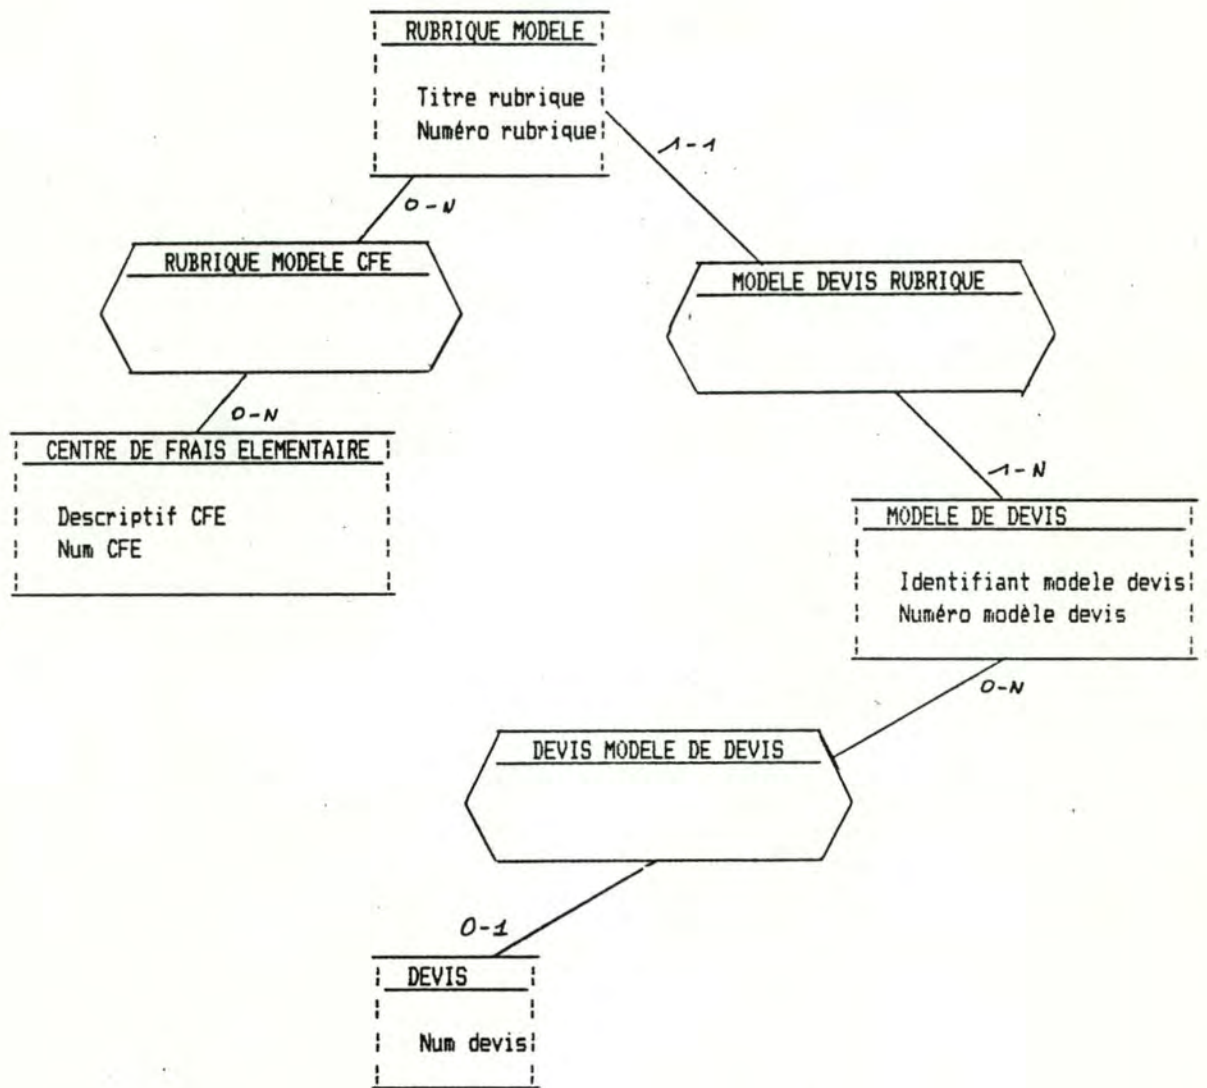 RUBRIQUE MODELE
Titre rubrique
Numéro rubrique
1-1
0-N
RUBRIQUE MODELE CFE
MODELE DEVIS RUBRIQUE
0-N
CENTRE DE FRAIS ELEMENTAIRE
Descriptif CFE
Num CFE
1-N
MODELE DE DEVIS
Identifiant modele devis
Numéro modèle devis
0-N
DEVIS MODELE DE DEVIS
0-1
DEVIS
Num devis